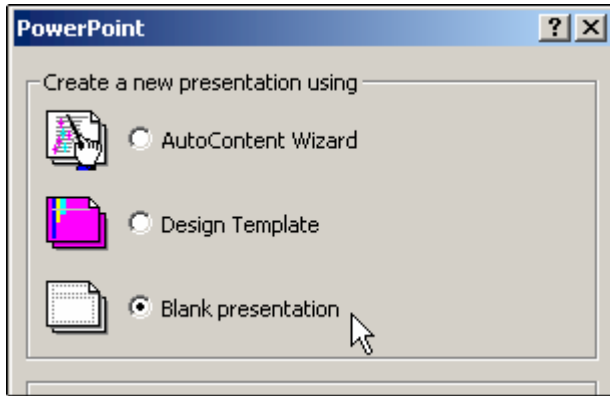 PowerPoint
Create a new presentation using
AutoContent Wizard
Design Template
Blank presentation